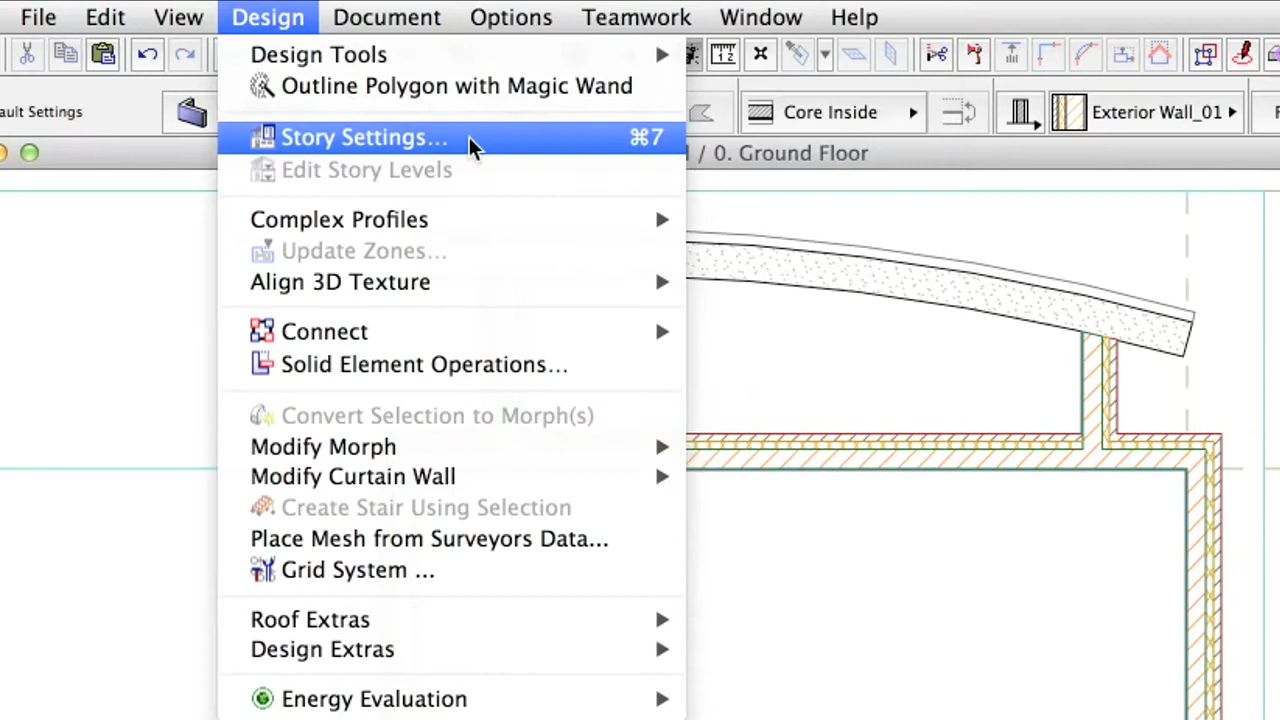 File Edit View Design Document Options Teamwork Window Help
Design Tools
Outline Polygon with Magic Wand
ault Settings
Core Inside
Exterior Wall_01
Story Settings... ⌘7
/ 0. Ground Floor
Edit Story Levels
Complex Profiles
Update Zones...
Align 3D Texture
Connect
Solid Element Operations...
Convert Selection to Morph(s)
Modify Morph
Modify Curtain Wall
Create Stair Using Selection
Place Mesh from Surveyors Data...
Grid System ...
Roof Extras
Design Extras
Energy Evaluation